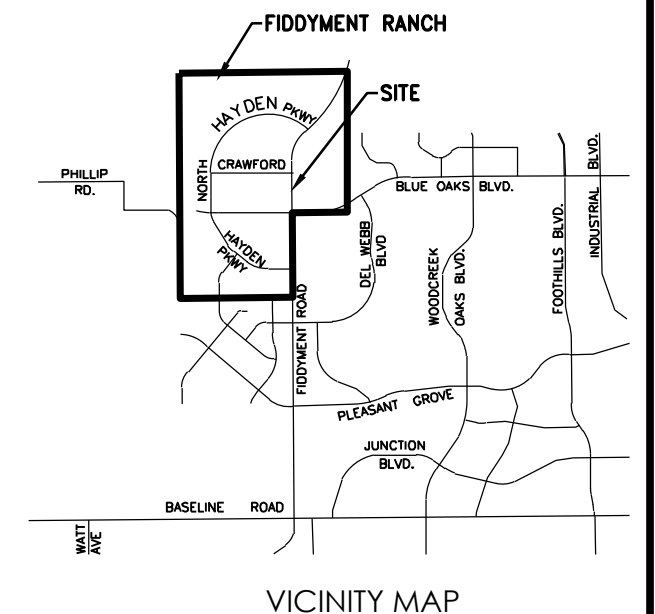 FIDDYMENT RANCH
SITE
HAYDEN PKWY
NORTH
CRAWFORD
PHILLIP
RD.
BLUE OAKS BLVD.
INDUSTRIAL BLVD.
HAYDEN
PKWY
DEL WEBB
BLVD
WOODCREEK
OAKS BLVD.
FOOTHILLS BLVD.
FIDDYMENT ROAD
PLEASANT GROVE
JUNCTION
BLVD.
BASELINE ROAD
WATT
AVE
VICINITY MAP